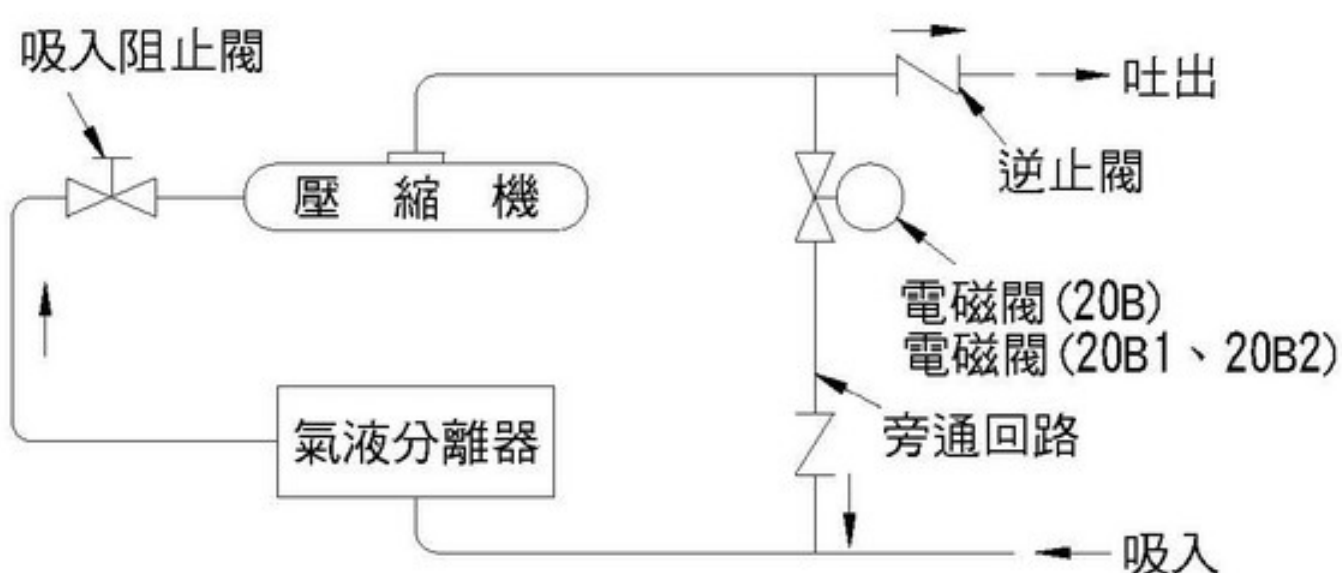 吸入阻止閥
吐出
逆止閥
壓縮機
電磁閥(20B)
電磁閥(20B1、20B2)
旁通回路
氣液分離器
吸入